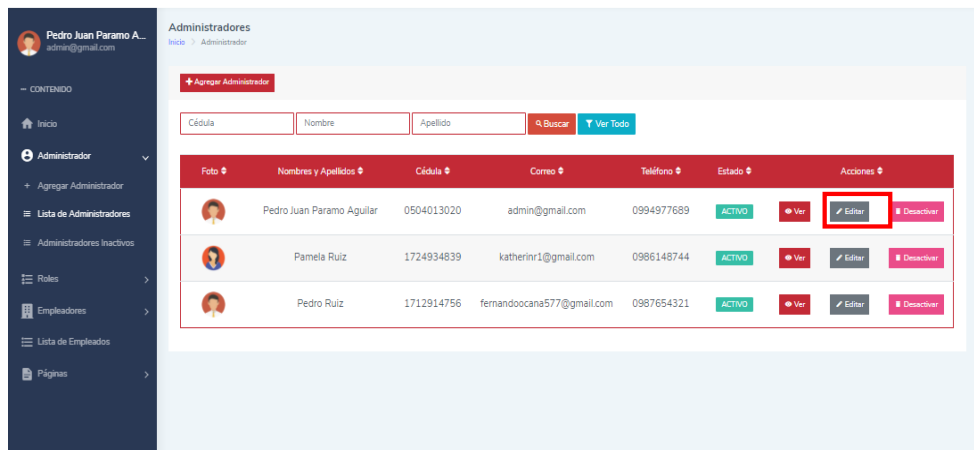 Pedro Juan Paramo A...
admin@gmail.com
— CONTENIDO
Inicio
Administrador
+ Agregar Administrador
Lista de Administradores
Administradores Inactivos
Roles
Empleadores
Lista de Empleados
Páginas
Administradores
Inicio > Administrador
+ Agregar Administrador
Cédula Nombre Apellido Buscar Ver Todo
Foto Nombres y Apellidos Cédula Correo Teléfono Estado Acciones
Pedro Juan Paramo Aguilar 0504013020 admin@gmail.com 0994977689 ACTIVO Ver Editar Desactivar
Pamela Ruiz 1724934839 katherinr1@gmail.com 0986148744 ACTIVO Ver Editar Desactivar
Pedro Ruiz 1712914756 fernandoocana577@gmail.com 0987654321 ACTIVO Ver Editar Desactivar